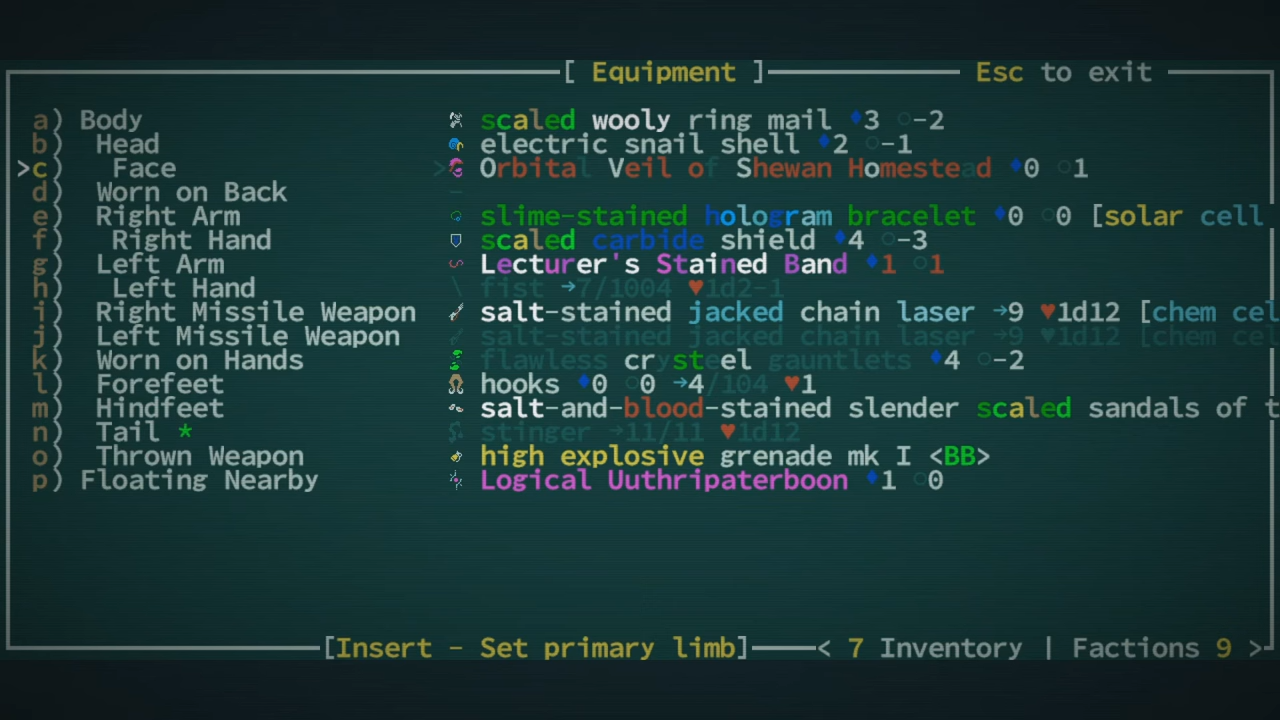 [ Equipment ] Esc to exit
a) Body scaled wooly ring mail ♦3 ○-2
b) Head electric snail shell ♦2 ○-1
>c) Face > Orbital Veil of Shewan Homestead ♦0 ○1
d) Worn on Back -
e) Right Arm slime-stained hologram bracelet ♦0 ○0 [solar cell
f) Right Hand scaled carbide shield ♦4 ○-3
g) Left Arm Lecturer's Stained Band ♦1 ○1
h) Left Hand fist →7/1004 ♥1d2-1
i) Right Missile Weapon salt-stained jacked chain laser →9 ♥1d12 [chem cel
j) Left Missile Weapon salt-stained jacked chain laser →9 ♥1d12 [chem cel
k) Worn on Hands flawless crysteel gauntlets ♦4 ○-2
l) Forefeet hooks ♦0 ○0 →4/104 ♥1
m) Hindfeet salt-and-blood-stained slender scaled sandals of t
n) Tail * stinger →11/11 ♥1d12
o) Thrown Weapon high explosive grenade mk I <BB>
p) Floating Nearby Logical Uuthripaterboon ♦1 ○0
[Insert - Set primary limb] < 7 Inventory | Factions 9 >